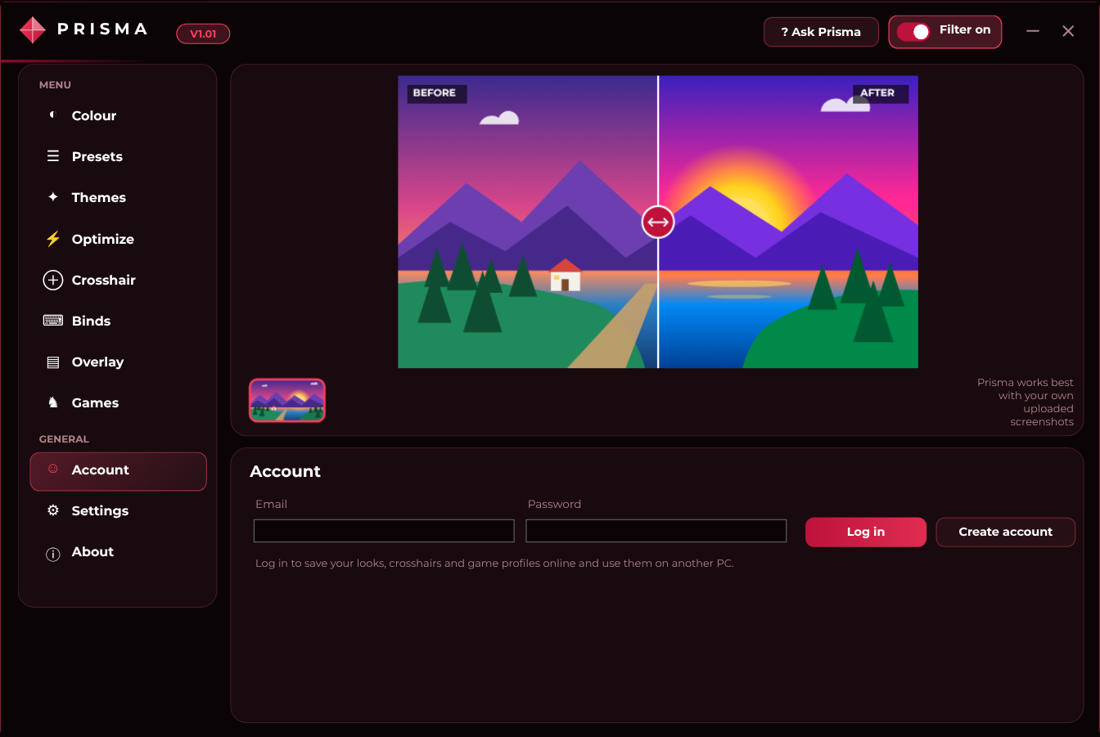 PRISMA
V1.01
? Ask Prisma
Filter on
MENU
Colour
Presets
Themes
Optimize
Crosshair
Binds
Overlay
Games
GENERAL
Account
Settings
About
BEFORE
AFTER
Prisma works best
with your own
uploaded
screenshots
Account
Email
Password
Log in
Create account
Log in to save your looks, crosshairs and game profiles online and use them on another PC.